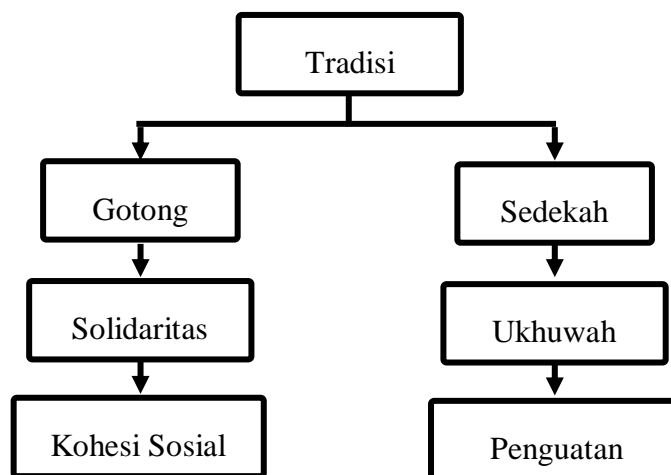 Tradisi
Gotong
Sedekah
Solidaritas
Ukhuwah
Kohesi Sosial
Penguatan